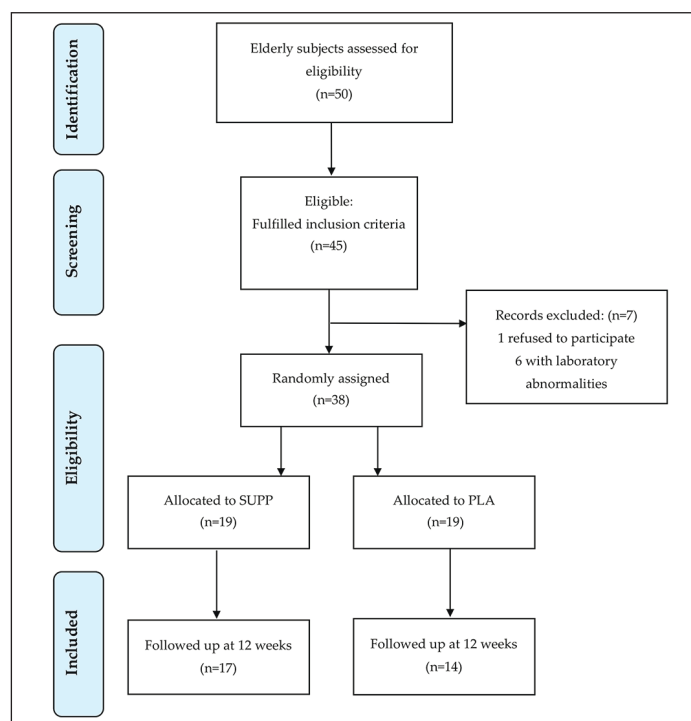 Identification
Elderly subjects assessed for
eligibility
(n=50)
Screening
Eligible:
Fulfilled inclusion criteria
(n=45)
Records excluded: (n=7)
1 refused to participate
6 with laboratory
abnormalities
Eligibility
Randomly assigned
(n=38)
Allocated to SUPP
(n=19)
Allocated to PLA
(n=19)
Included
Followed up at 12 weeks
(n=17)
Followed up at 12 weeks
(n=14)